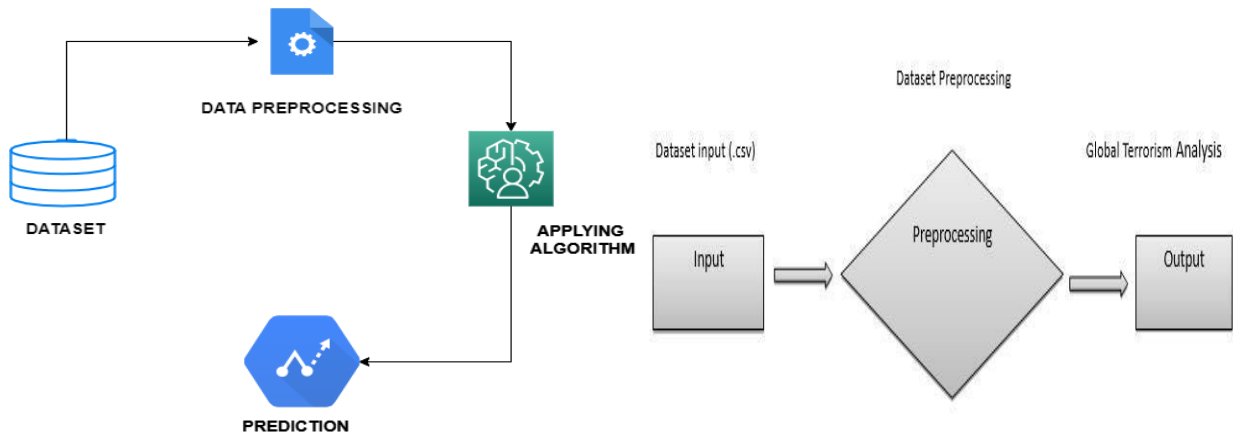 DATA PREPROCESSING
DATASET
APPLYING
ALGORITHM
PREDICTION
Dataset Preprocessing
Dataset input (.csv)
Global Terrorism Analysis
Input
Preprocessing
Output